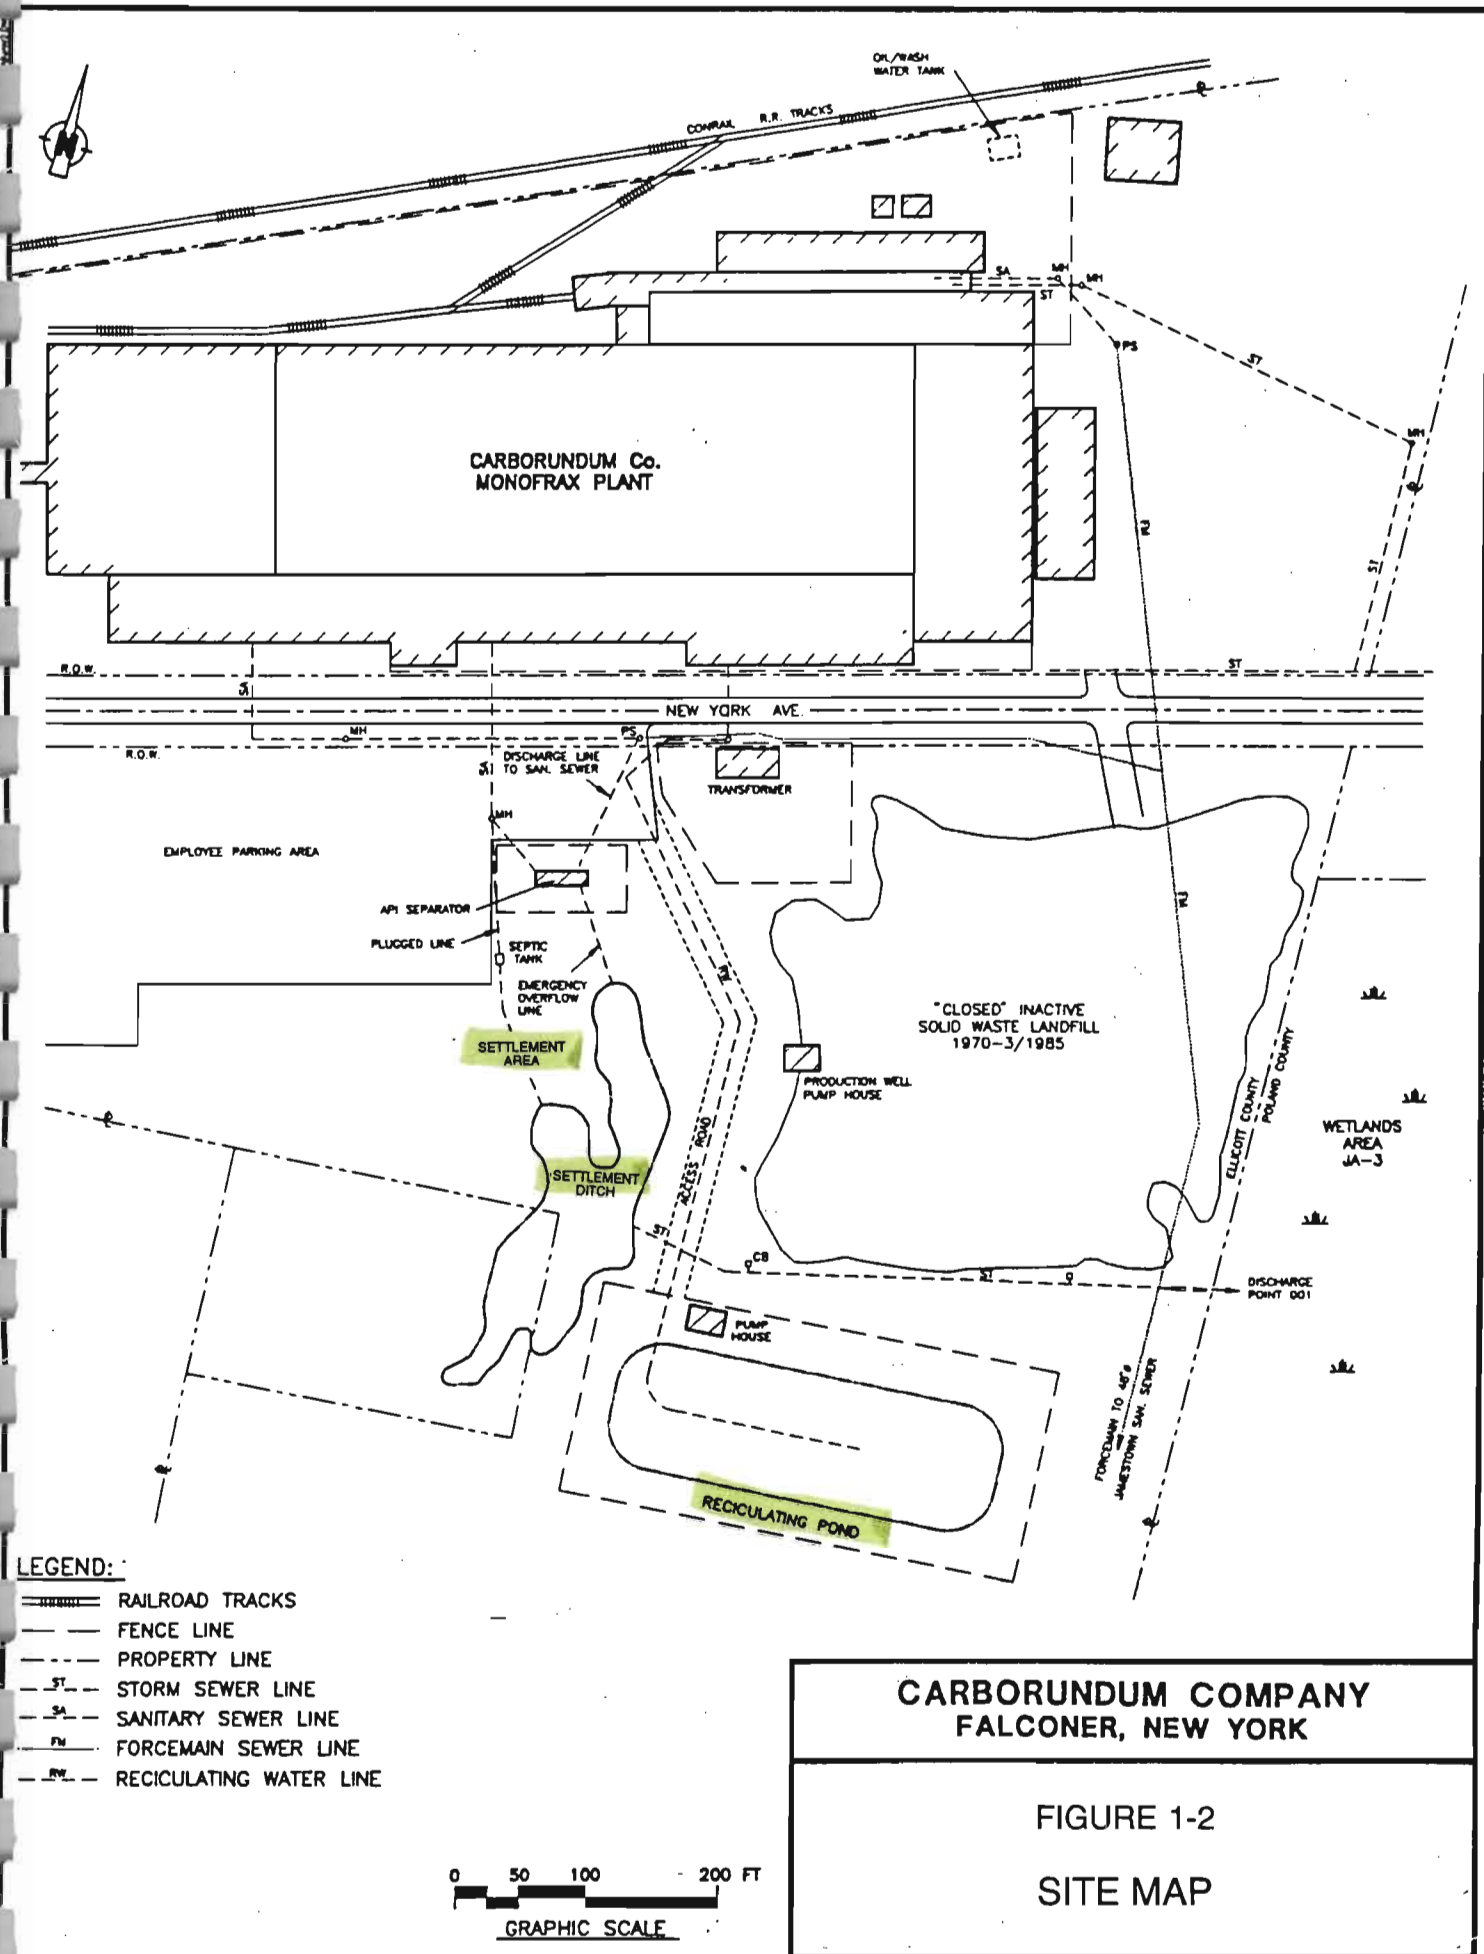 OIL/WASH
WATER TANK
CONRAIL R.R. TRACKS
SA
MH
MH
ST
PS
ST
MH
CARBORUNDUM Co.
MONOFRAX PLANT
FM
ST
R.O.W.
ST
SA
NEW YORK AVE.
MH
PS
R.O.W.
DISCHARGE LINE
TO SAN. SEWER
SA
TRANSFORMER
MH
EMPLOYEE PARKING AREA
API SEPARATOR
FM
PLUGGED LINE
SEPTIC
TANK
RW
EMERGENCY
OVERFLOW
LINE
"CLOSED" INACTIVE
SOLID WASTE LANDFILL
1970-3/1985
SETTLEMENT
AREA
PRODUCTION WELL
PUMP HOUSE
ELLICOTT COUNTY
POLAND COUNTY
WETLANDS
AREA
JA-3
ACCESS ROAD
SETTLEMENT
DITCH
ST
CB
ST
DISCHARGE
POINT 001
PUMP
HOUSE
FORCEMAIN TO 48"ø
JAMESTOWN SAN. SEWER
RECICULATING POND
LEGEND:
RAILROAD TRACKS
FENCE LINE
PROPERTY LINE
ST STORM SEWER LINE
SA SANITARY SEWER LINE
FM FORCEMAIN SEWER LINE
RW RECICULATING WATER LINE
CARBORUNDUM COMPANY
FALCONER, NEW YORK
FIGURE 1-2
SITE MAP
0 50 100 200 FT
GRAPHIC SCALE